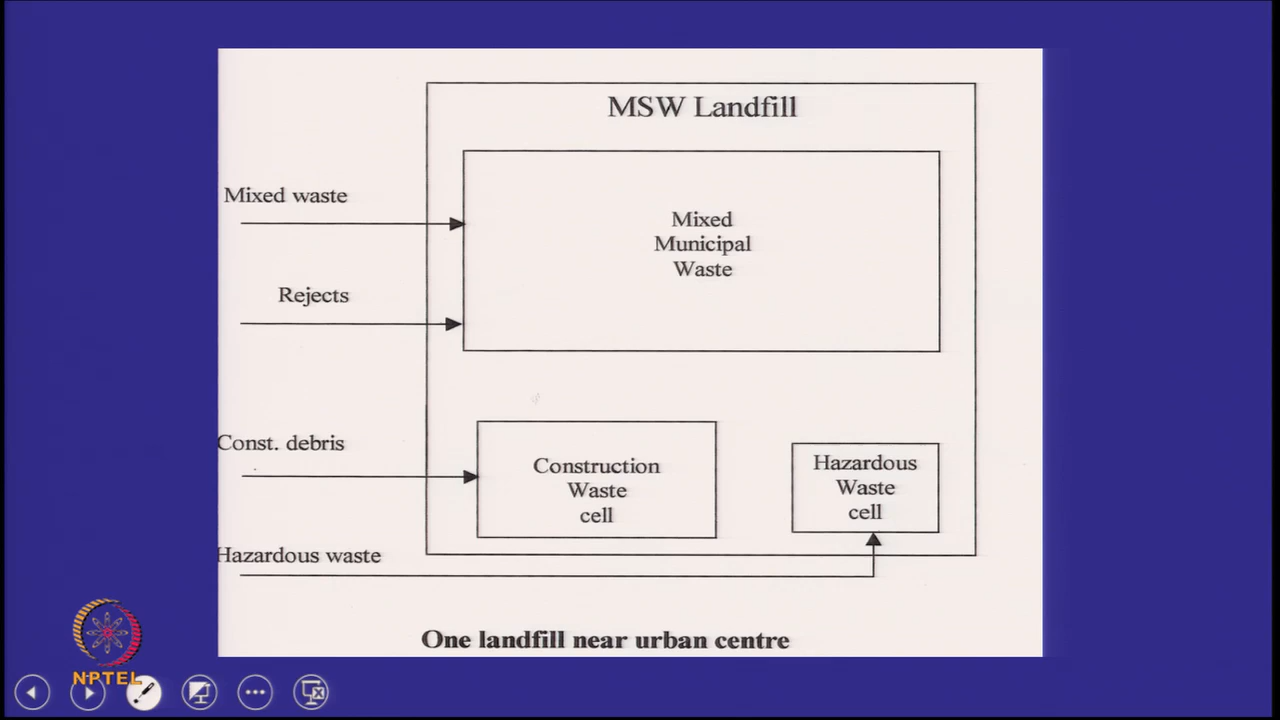 MSW Landfill
Mixed waste
Mixed
Municipal
Waste
Rejects
Const. debris
Construction
Waste
cell
Hazardous
Waste
cell
Hazardous waste
One landfill near urban centre
NPTEL